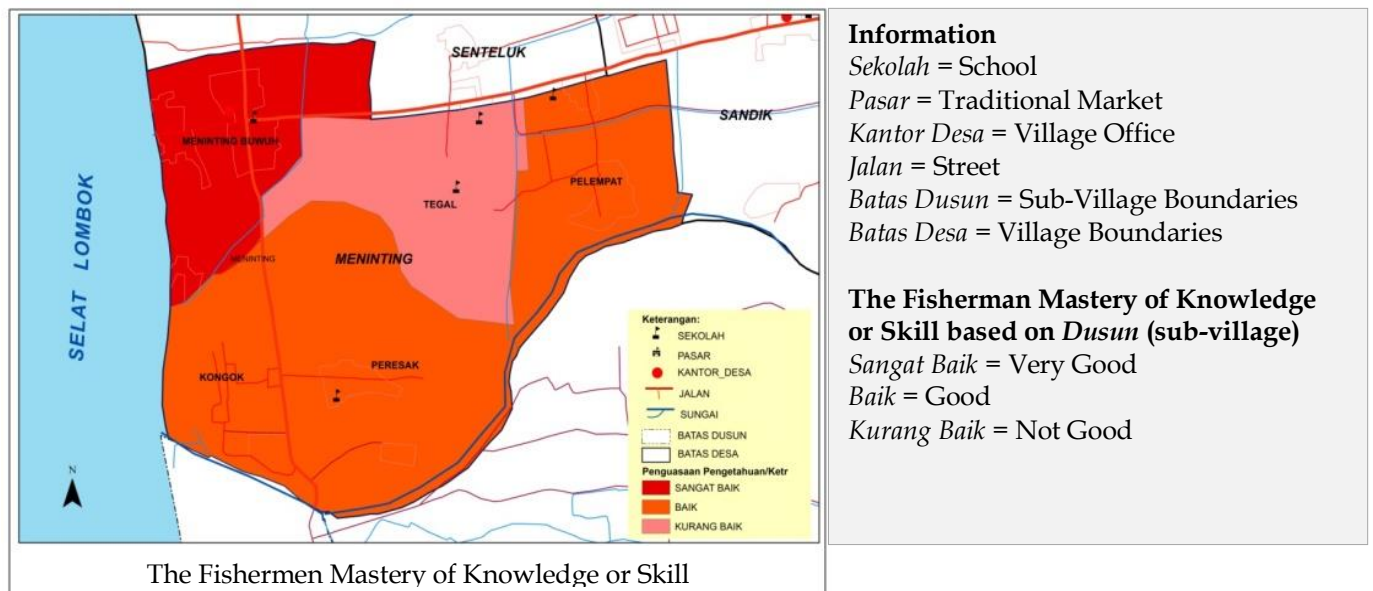 SENTELUK
SANDIK
MENINTING BUWUH
PELEMPAT
TEGAL
MENINTING
MENINTING
SELAT LOMBOK
PERESAK
KONGOK
N
Keterangan:
SEKOLAH
PASAR
KANTOR_DESA
JALAN
SUNGAI
BATAS DUSUN
BATAS DESA
Penguasaan Pengetahuan/Ketr
SANGAT BAIK
BAIK
KURANG BAIK
The Fishermen Mastery of Knowledge or Skill
Information
Sekolah = School
Pasar = Traditional Market
Kantor Desa = Village Office
Jalan = Street
Batas Dusun = Sub-Village Boundaries
Batas Desa = Village Boundaries
The Fisherman Mastery of Knowledge
or Skill based on Dusun (sub-village)
Sangat Baik = Very Good
Baik = Good
Kurang Baik = Not Good